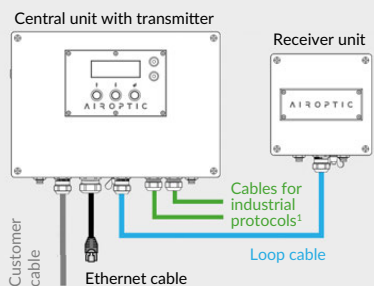 Central unit with transmitter
Receiver unit
AIROPTIC
AIROPTIC
Cables for
industrial
protocols¹
Loop cable
Customer
cable
Ethernet cable